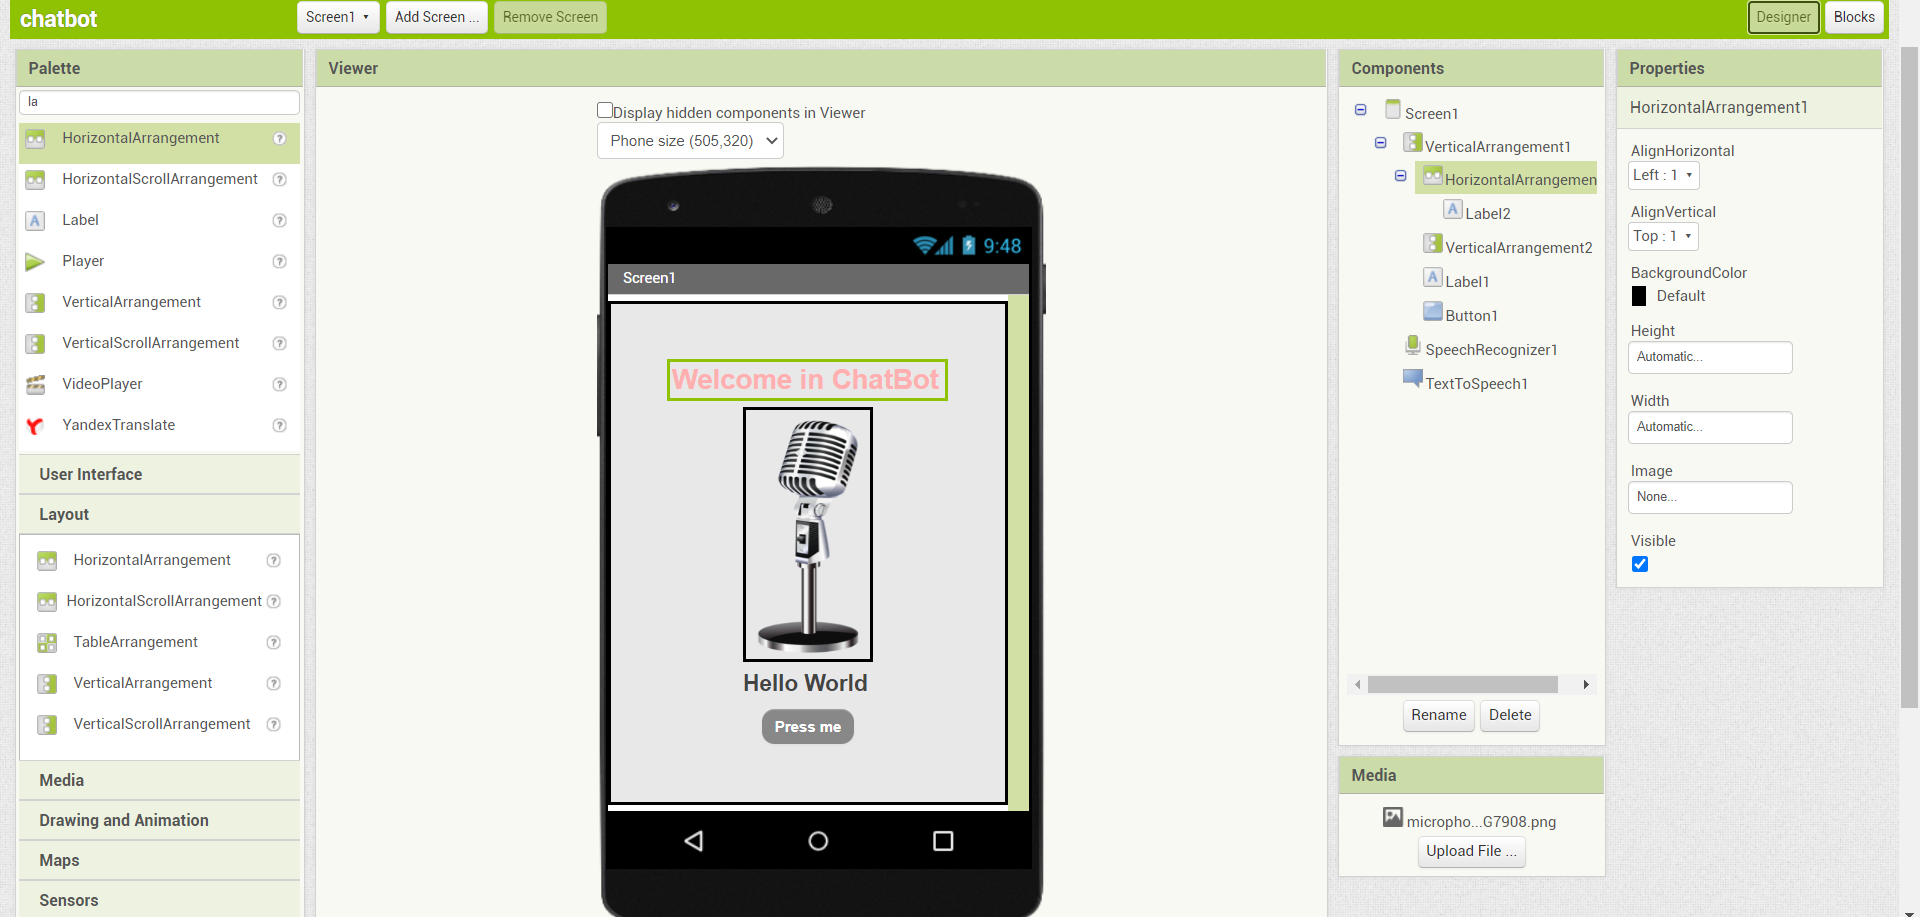 chatbot
Screen1
Add Screen ...
Remove Screen
Designer
Blocks
Palette
la
HorizontalArrangement
HorizontalScrollArrangement
Label
Player
VerticalArrangement
VerticalScrollArrangement
VideoPlayer
YandexTranslate
User Interface
Layout
HorizontalArrangement
HorizontalScrollArrangement
TableArrangement
VerticalArrangement
VerticalScrollArrangement
Media
Drawing and Animation
Maps
Sensors
Viewer
Display hidden components in Viewer
Phone size (505,320)
9:48
Screen1
Welcome in ChatBot
Hello World
Press me
Components
Screen1
VerticalArrangement1
HorizontalArrangemen
A Label2
VerticalArrangement2
A Label1
Button1
SpeechRecognizer1
TextToSpeech1
Rename
Delete
Media
micropho...G7908.png
Upload File ...
Properties
HorizontalArrangement1
AlignHorizontal
Left : 1
AlignVertical
Top : 1
BackgroundColor
Default
Height
Automatic...
Width
Automatic...
Image
None...
Visible